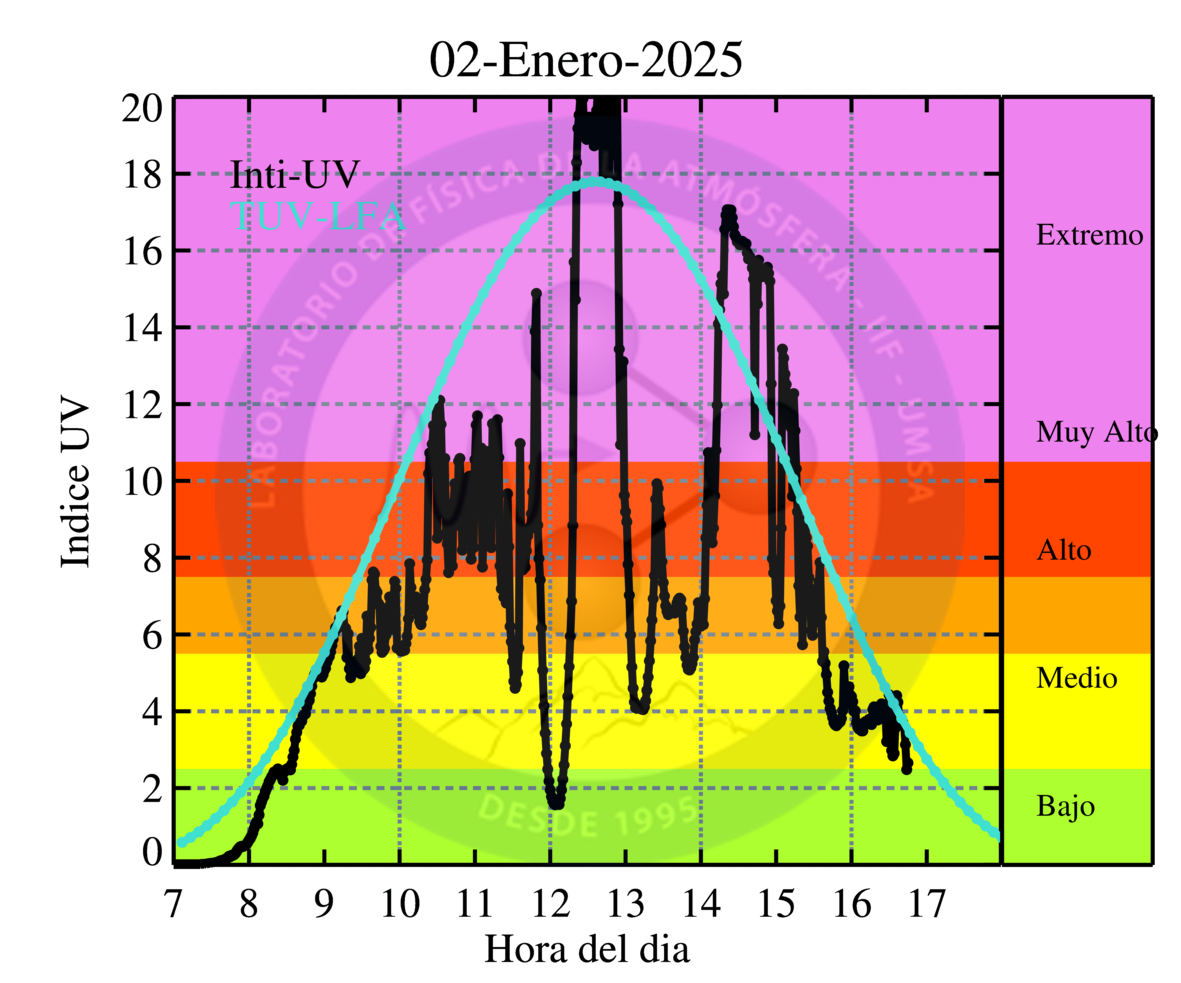 02-Enero-2025
20
18
16
14
12
10
8
6
4
2
0
Indice UV
Inti-UV
TUV-LFA
LABORATORIO DE FÍSICA DE LA ATMÓSFERA - IIF - UMSA
DESDE 1995
Extremo
Muy Alto
Alto
Medio
Bajo
7 8 9 10 11 12 13 14 15 16 17
Hora del dia